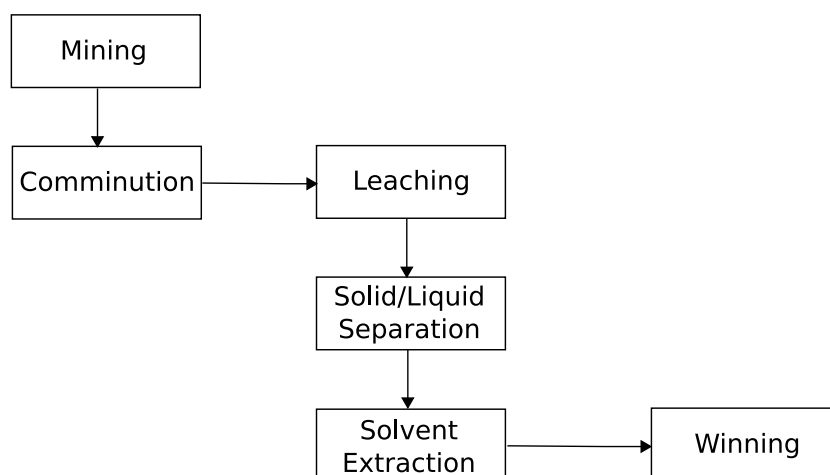 Mining
Comminution
Leaching
Solid/Liquid
Separation
Solvent
Extraction
Winning